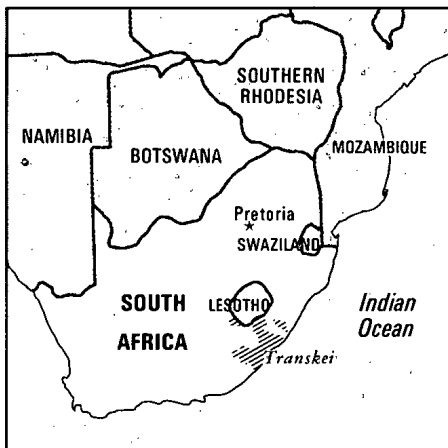 SOUTHERN
RHODESIA
NAMIBIA
MOZAMBIQUE
BOTSWANA
Pretoria
SWAZILAND
SOUTH
AFRICA
LESOTHO
Indian
Ocean
Transkei